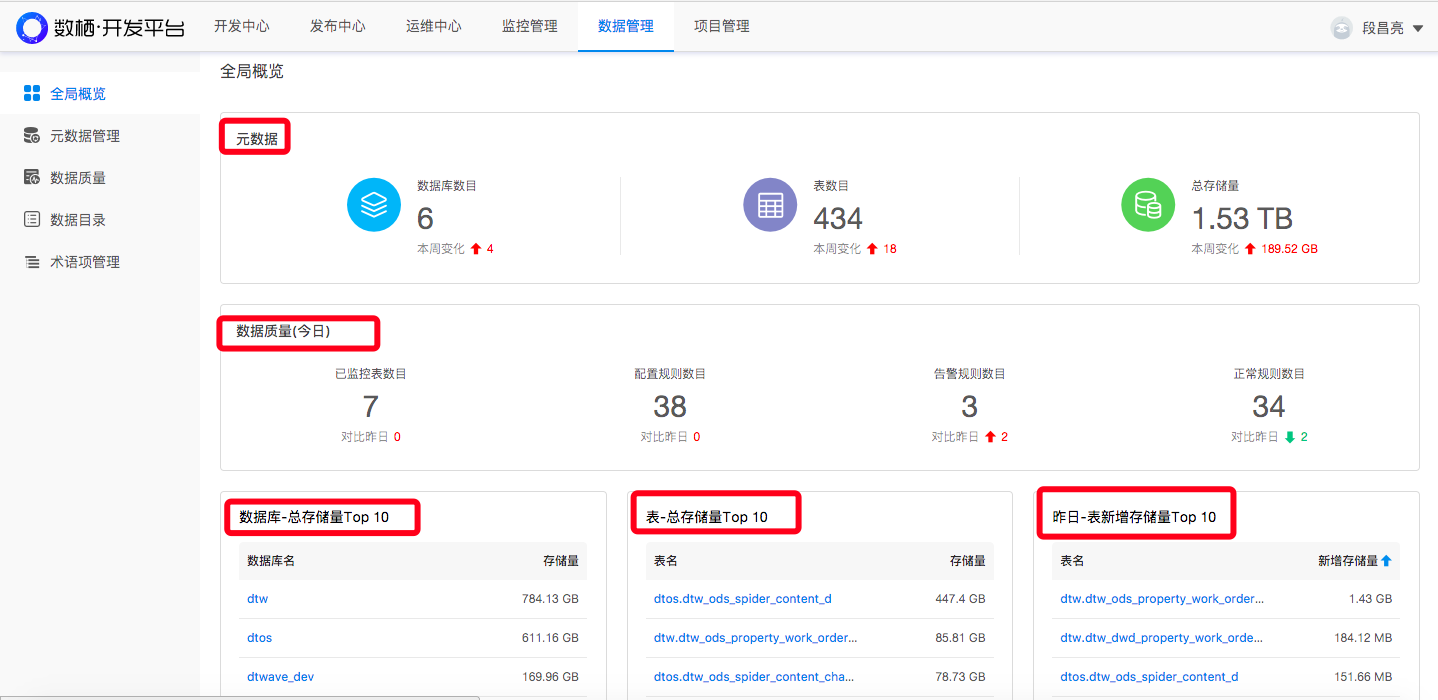 数栖·开发平台 开发中心 发布中心 运维中心 监控管理 数据管理 项目管理 段昌亮
全局概览
元数据管理
数据质量
数据目录
术语项管理
全局概览
元数据
数据库数目 表数目 总存储量
6 434 1.53 TB
本周变化 4 本周变化 18 本周变化 189.52 GB
数据质量(今日)
已监控表数目 配置规则数目 告警规则数目 正常规则数目
7 38 3 34
对比昨日 0 对比昨日 0 对比昨日 2 对比昨日 2
数据库-总存储量Top 10
数据库名 存储量
dtw 784.13 GB
dtos 611.16 GB
dtwave_dev 169.96 GB
表-总存储量Top 10
表名 存储量
dtos.dtw_ods_spider_content_d 447.4 GB
dtw.dtw_ods_property_work_order... 85.81 GB
dtos.dtw_ods_spider_content_cha... 78.73 GB
昨日-表新增存储量Top 10
表名 新增存储量
dtw.dtw_ods_property_work_order... 1.43 GB
dtw.dtw_dwd_property_work_orde... 184.12 MB
dtos.dtw_ods_spider_content_d 151.66 MB